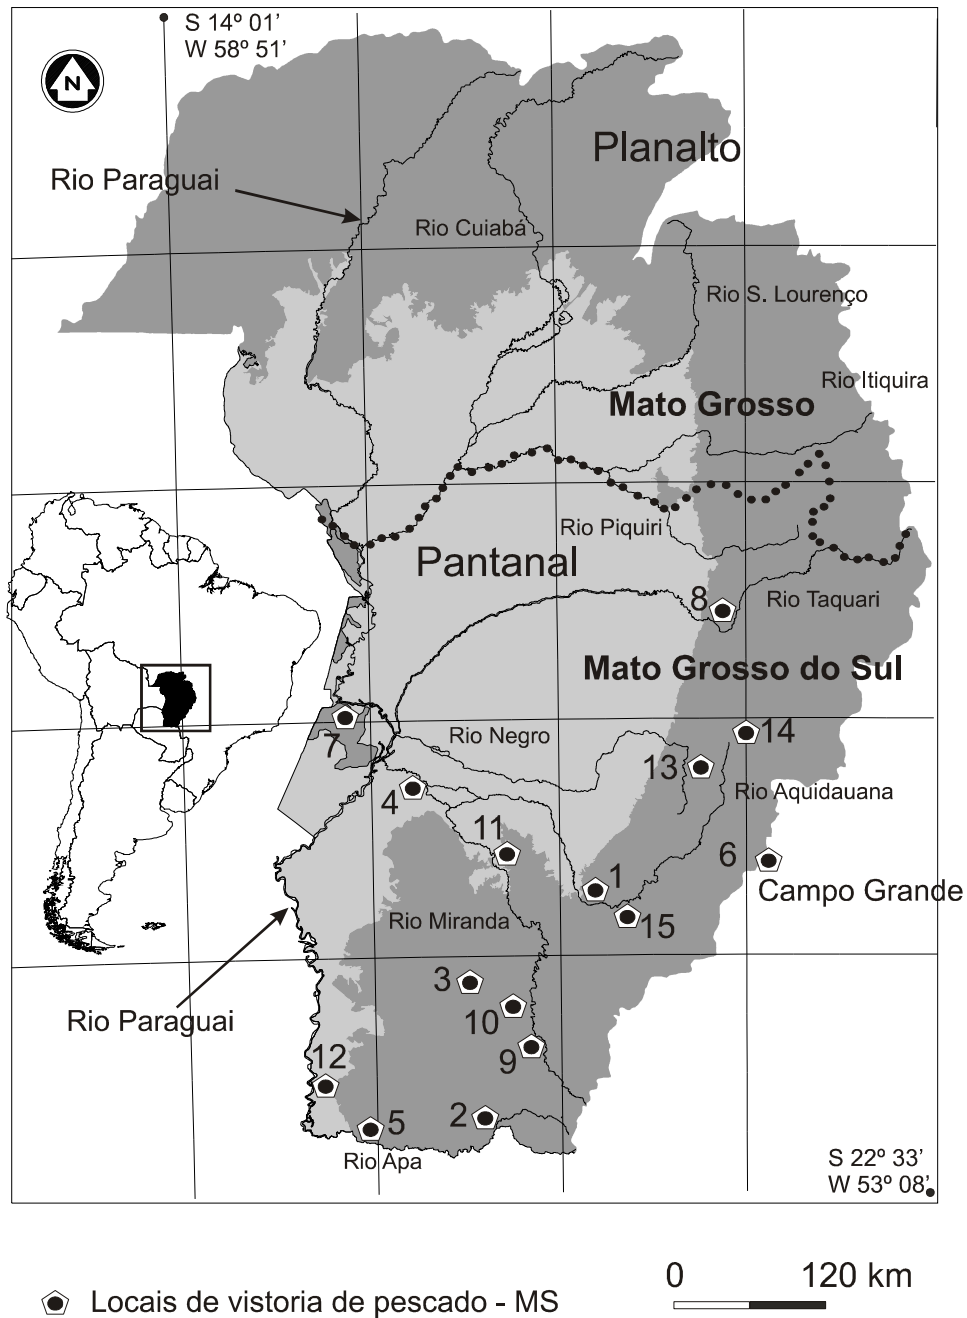 S 14º 01’
W 58º 51’
N
Planalto
Rio Paraguai
Rio Cuiabá
Rio S. Lourenço
Rio Itiquira
Mato Grosso
Rio Piquiri
Pantanal
8
Rio Taquari
Mato Grosso do Sul
7
Rio Negro
14
13
4
Rio Aquidauana
11
6
1
Campo Grande
Rio Miranda
15
3
10
Rio Paraguai
12
9
2
5
Rio Apa
S 22º 33’
W 53º 08’
0
120 km
Locais de vistoria de pescado - MS